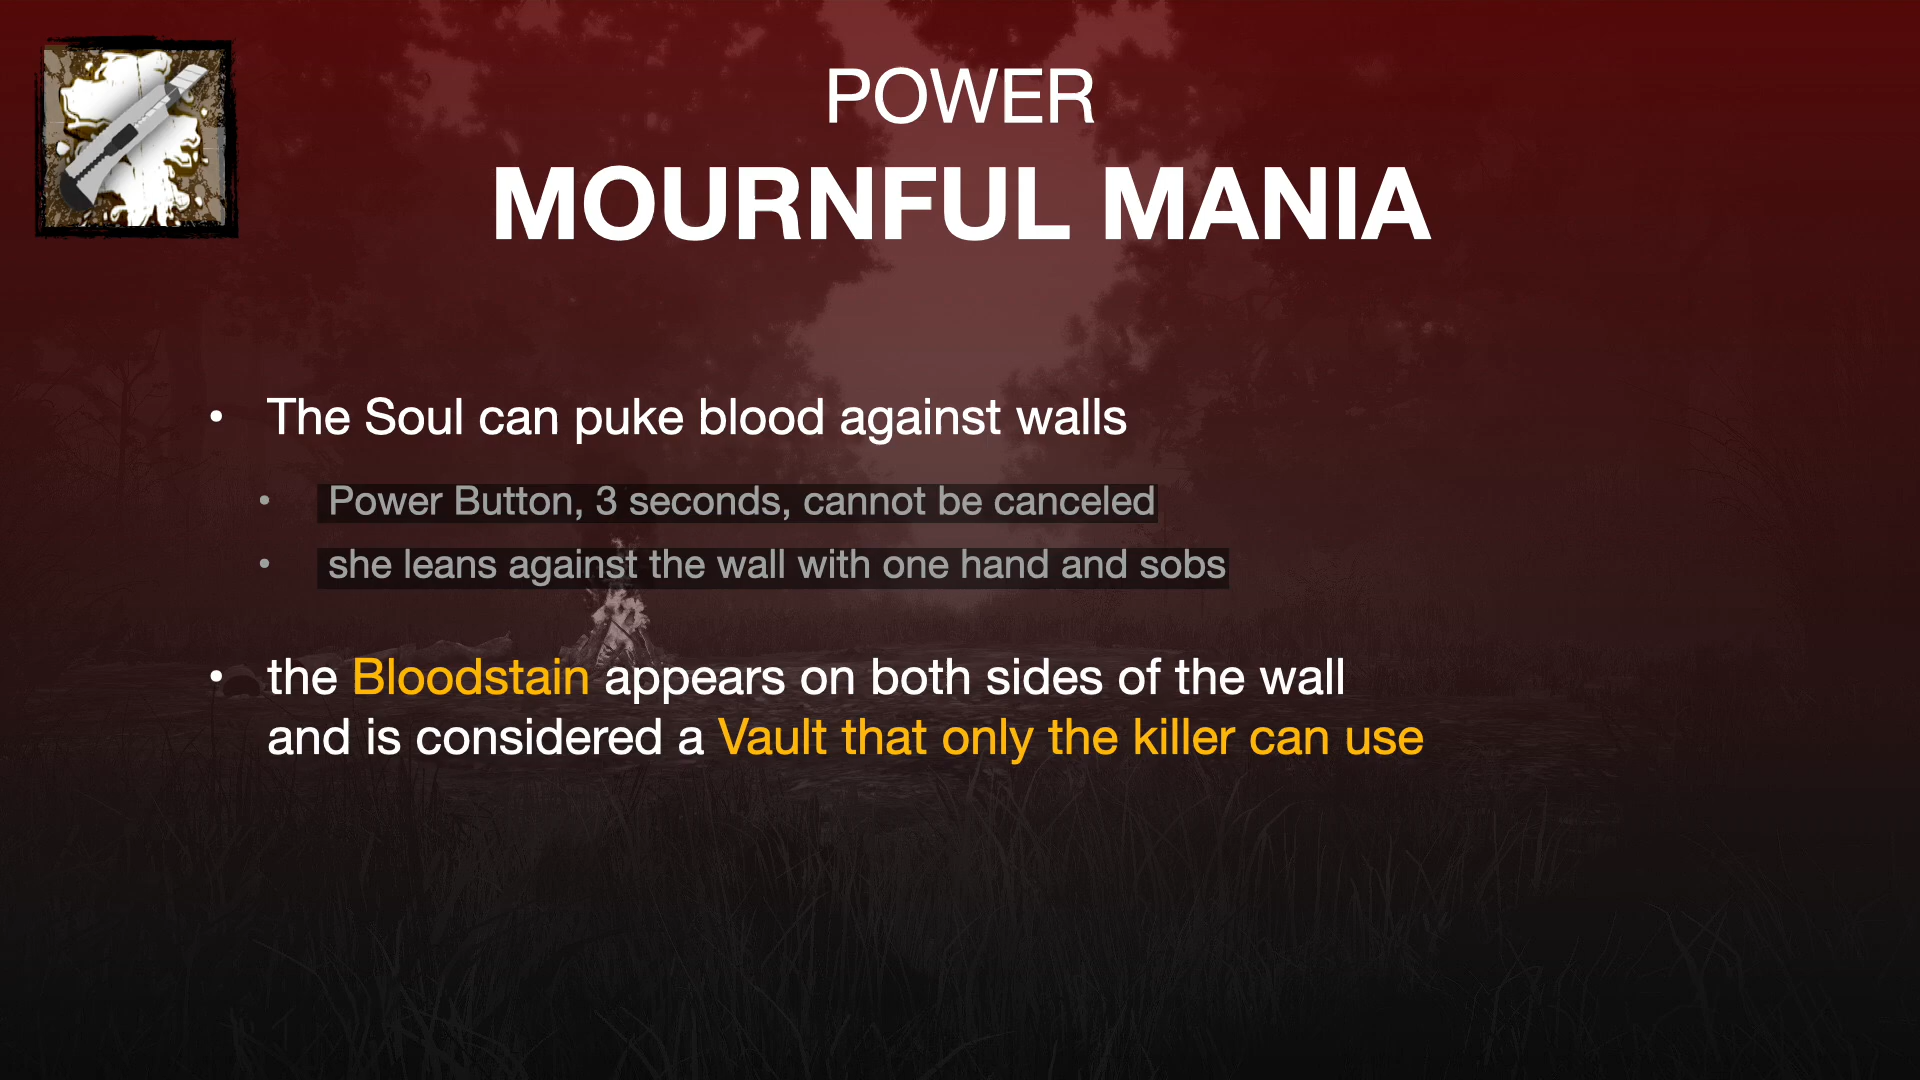 POWER
MOURNFUL MANIA
• The Soul can puke blood against walls
• Power Button, 3 seconds, cannot be canceled
• she leans against the wall with one hand and sobs
• the Bloodstain appears on both sides of the wall
and is considered a Vault that only the killer can use